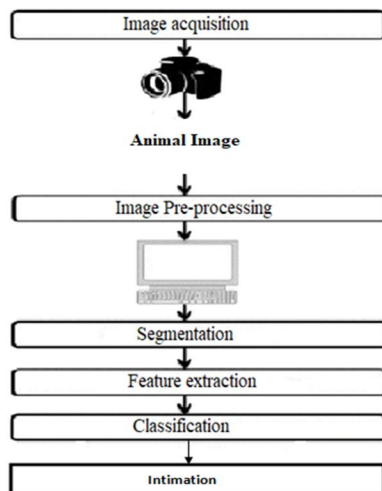 Image acquisition
Animal Image
Image Pre-processing
Segmentation
Feature extraction
Classification
Intimation